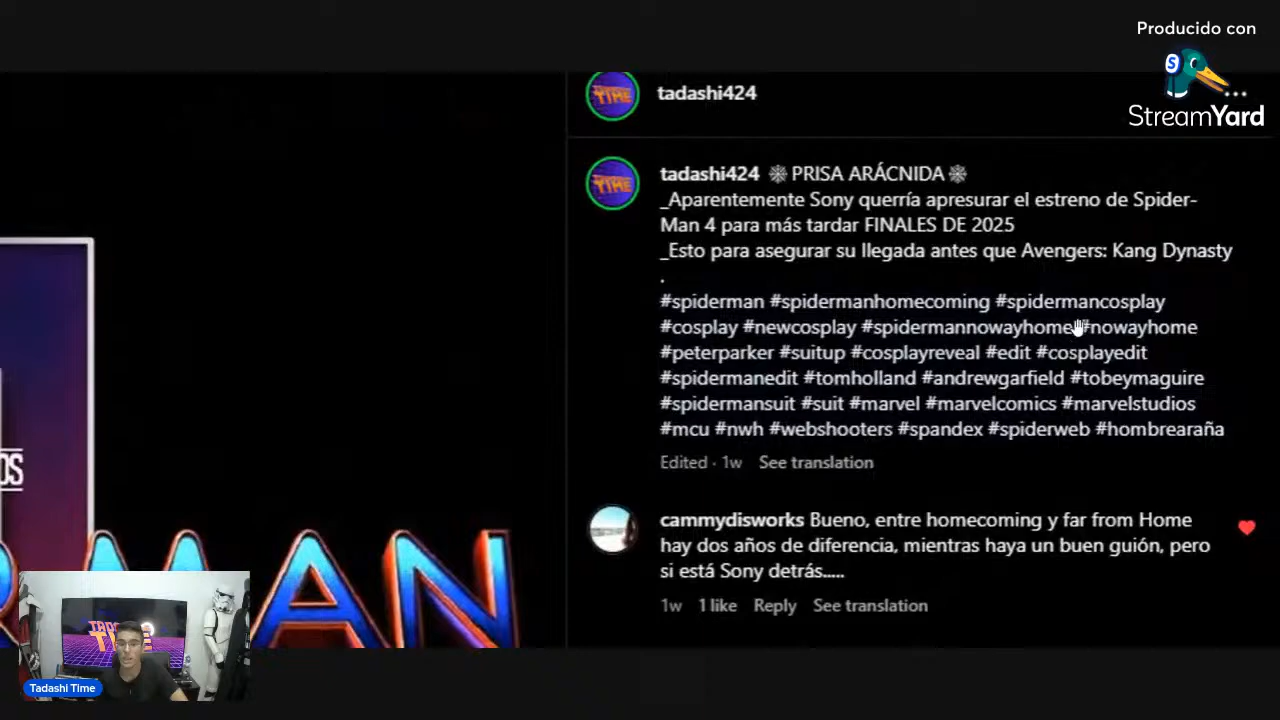 Producido con
StreamYard
tadashi424
tadashi424 🕸PRISA ARÁCNIDA🕸
_Aparentemente Sony querría apresurar el estreno de Spider-
Man 4 para más tardar FINALES DE 2025
_Esto para asegurar su llegada antes que Avengers: Kang Dynasty
.
#spiderman #spidermanhomecoming #spidermancosplay
#cosplay #newcosplay #spidermannowayhome #nowayhome
#peterparker #suitup #cosplayreveal #edit #cosplayedit
#spidermanedit #tomholland #andrewgarfield #tobeymaguire
#spidermansuit #suit #marvel #marvelcomics #marvelstudios
#mcu #nwh #webshooters #spandex #spiderweb #hombrearaña
Edited · 1w See translation
cammydisworks Bueno, entre homecoming y far from Home
hay dos años de diferencia, mientras haya un buen guión, pero
si está Sony detrás.....
1w 1 like Reply See translation
OS
MAN
TIME
Tadashi Time